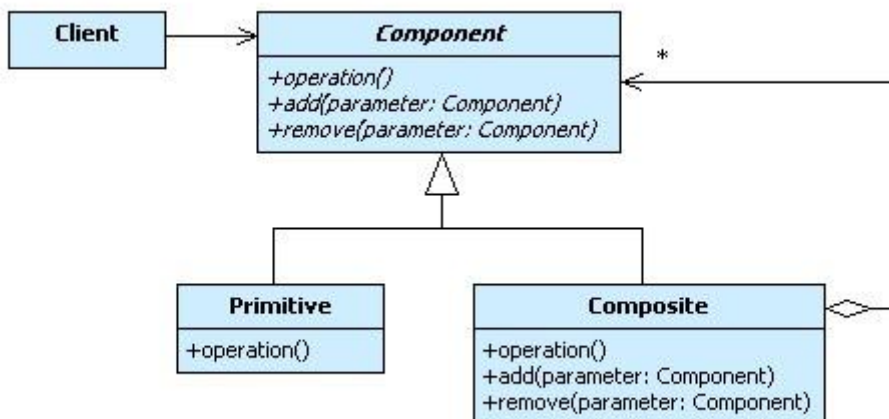 Client
Component
*
+operation()
+add(parameter: Component)
+remove(parameter: Component)
Primitive
+operation()
Composite
+operation()
+add(parameter: Component)
+remove(parameter: Component)